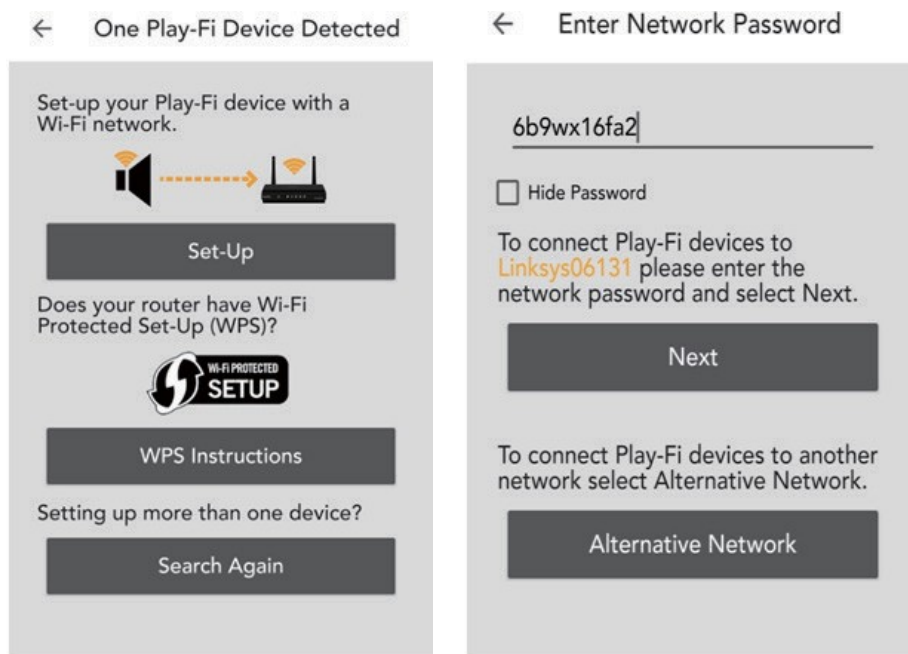 One Play-Fi Device Detected
Set-up your Play-Fi device with a
Wi-Fi network.
Set-Up
Does your router have Wi-Fi
Protected Set-Up (WPS)?
Wi-Fi PROTECTED
SETUP
WPS Instructions
Setting up more than one device?
Search Again
Enter Network Password
6b9wx16fa2
Hide Password
To connect Play-Fi devices to
Linksys06131 please enter the
network password and select Next.
Next
To connect Play-Fi devices to another
network select Alternative Network.
Alternative Network